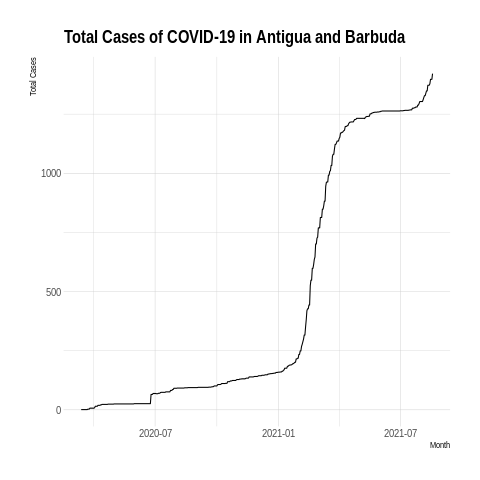 Total Cases of COVID-19 in Antigua and Barbuda
Total Cases
1000
500
0
2020-07
2021-01
2021-07
Month